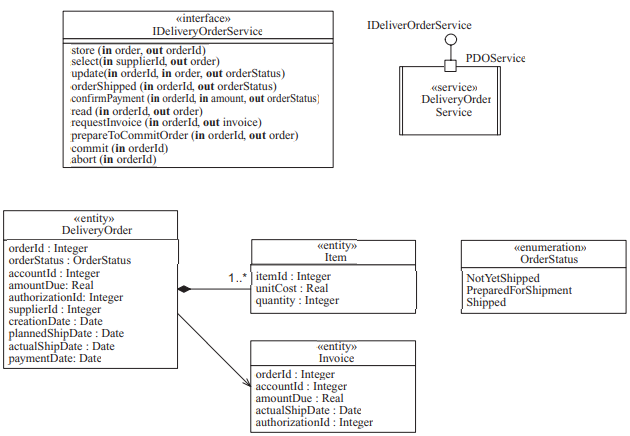 «interface»
IDeliveryOrderService
store (in order, out orderId)
select(in supplierId, out order)
update(in orderId, in order, out orderStatus)
orderShipped (in orderId, out orderStatus)
confirmPayment (in orderId, in amount, out orderStatus)
read (in orderId, out order)
requestInvoice (in orderId, out invoice)
prepareToCommitOrder (in orderId, out order)
commit (in orderId)
abort (in orderId)
IDeliverOrderService
PDOService
«service»
DeliveryOrder
Service
«entity»
DeliveryOrder
orderId : Integer
orderStatus : OrderStatus
accountId : Integer
amountDue: Real
authorizationId: Integer
supplierId : Integer
creationDate : Date
plannedShipDate : Date
actualShipDate : Date
paymentDate: Date
1..*
«entity»
Item
itemId : Integer
unitCost : Real
quantity : Integer
«enumeration»
OrderStatus
NotYetShipped
PreparedForShipment
Shipped
«entity»
Invoice
orderId : Integer
accountId : Integer
amountDue : Real
actualShipDate : Date
authorizationId : Integer